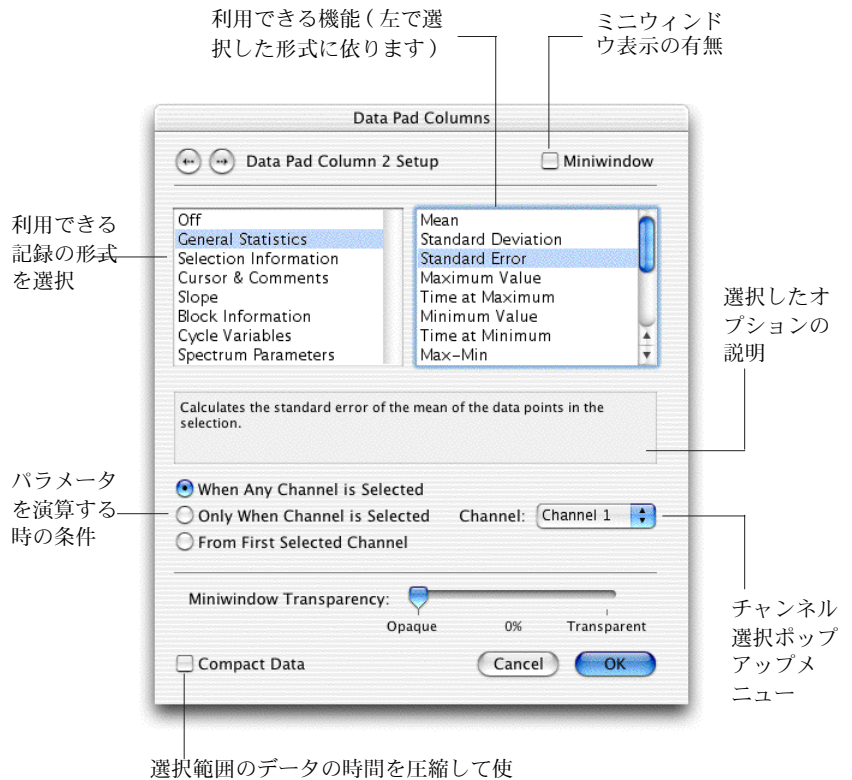 利用できる機能 ( 左で選
択した形式に依ります )
ミニウィンド
ウ表示の有無
Data Pad Columns
Data Pad Column 2 Setup
Miniwindow
利用できる
記録の形式
を選択
Off
General Statistics
Selection Information
Cursor & Comments
Slope
Block Information
Cycle Variables
Spectrum Parameters
Mean
Standard Deviation
Standard Error
Maximum Value
Time at Maximum
Minimum Value
Time at Minimum
Max-Min
選択したオ
プションの
説明
Calculates the standard error of the mean of the data points in the
selection.
パラメータ
を演算する
時の条件
When Any Channel is Selected
Only When Channel is Selected
Channel: Channel 1
From First Selected Channel
Miniwindow Transparency:
Opaque 0% Transparent
チャンネル
選択ポップ
アップメ
ニュー
Compact Data
Cancel OK
選択範囲のデータの時間を圧縮して使